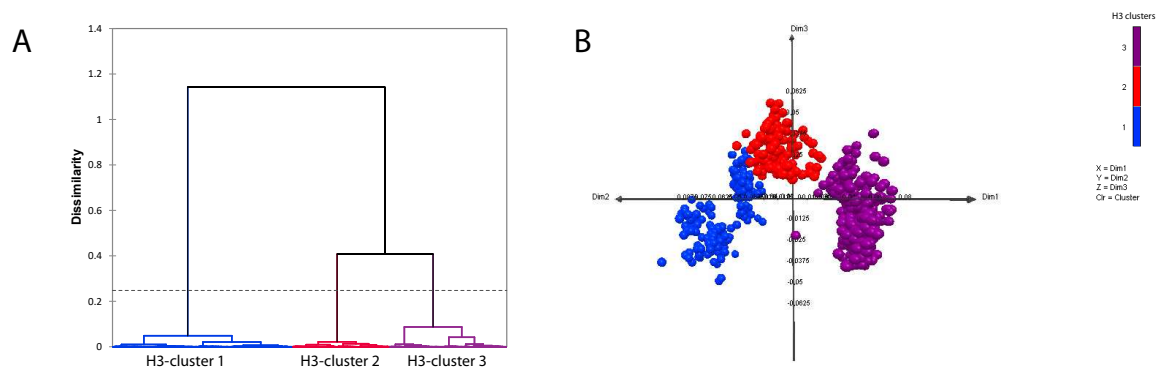 A
1.4
1.2
1
0.8
0.6
0.4
0.2
0
Dissimilarity
H3-cluster 1 H3-cluster 2 H3-cluster 3
B
Dim3
0.0625
0.05
Dim2
Dim1
0.08
-0.0125
-0.025
-0.0375
-0.05
-0.0625
H3 clusters
3
2
1
X = Dim1
Y = Dim2
Z = Dim3
Clr = Cluster